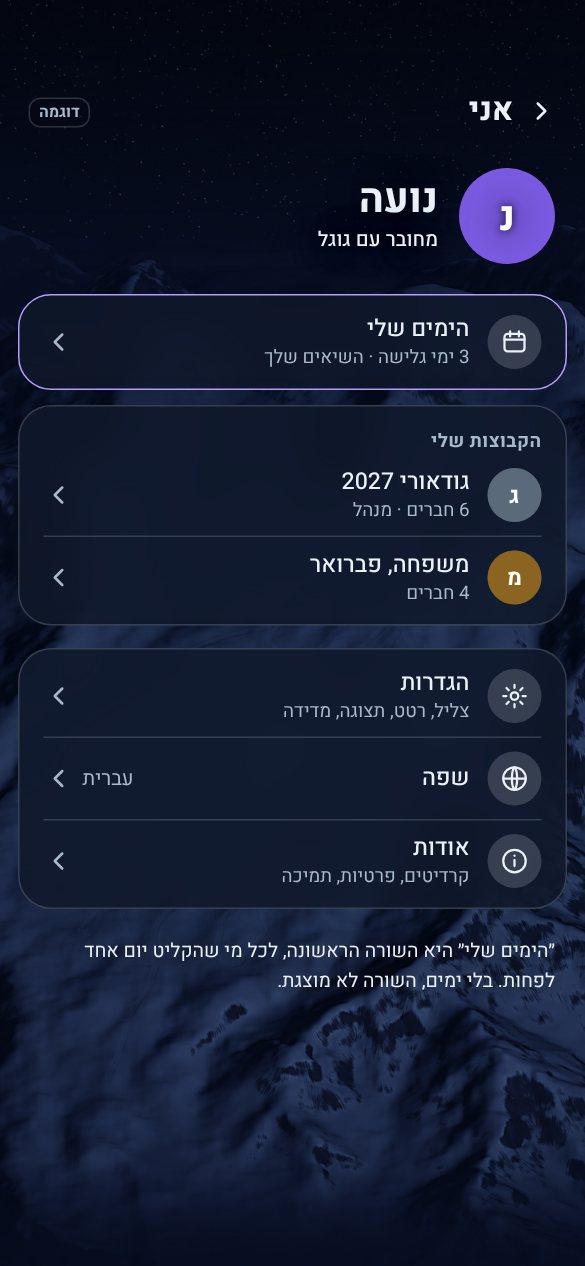 אני
דוגמה
נ
נועה
מחובר עם גוגל
הימים שלי
3 ימי גלישה · השיאים שלך
הקבוצות שלי
ג
גודאורי 2027
6 חברים · מנהל
מ
משפחה, פברואר
4 חברים
הגדרות
צליל, רטט, תצוגה, מדידה
שפה
עברית
אודות
קרדיטים, פרטיות, תמיכה
״הימים שלי״ היא השורה הראשונה, לכל מי שהקליט יום אחד
לפחות. בלי ימים, השורה לא מוצגת.